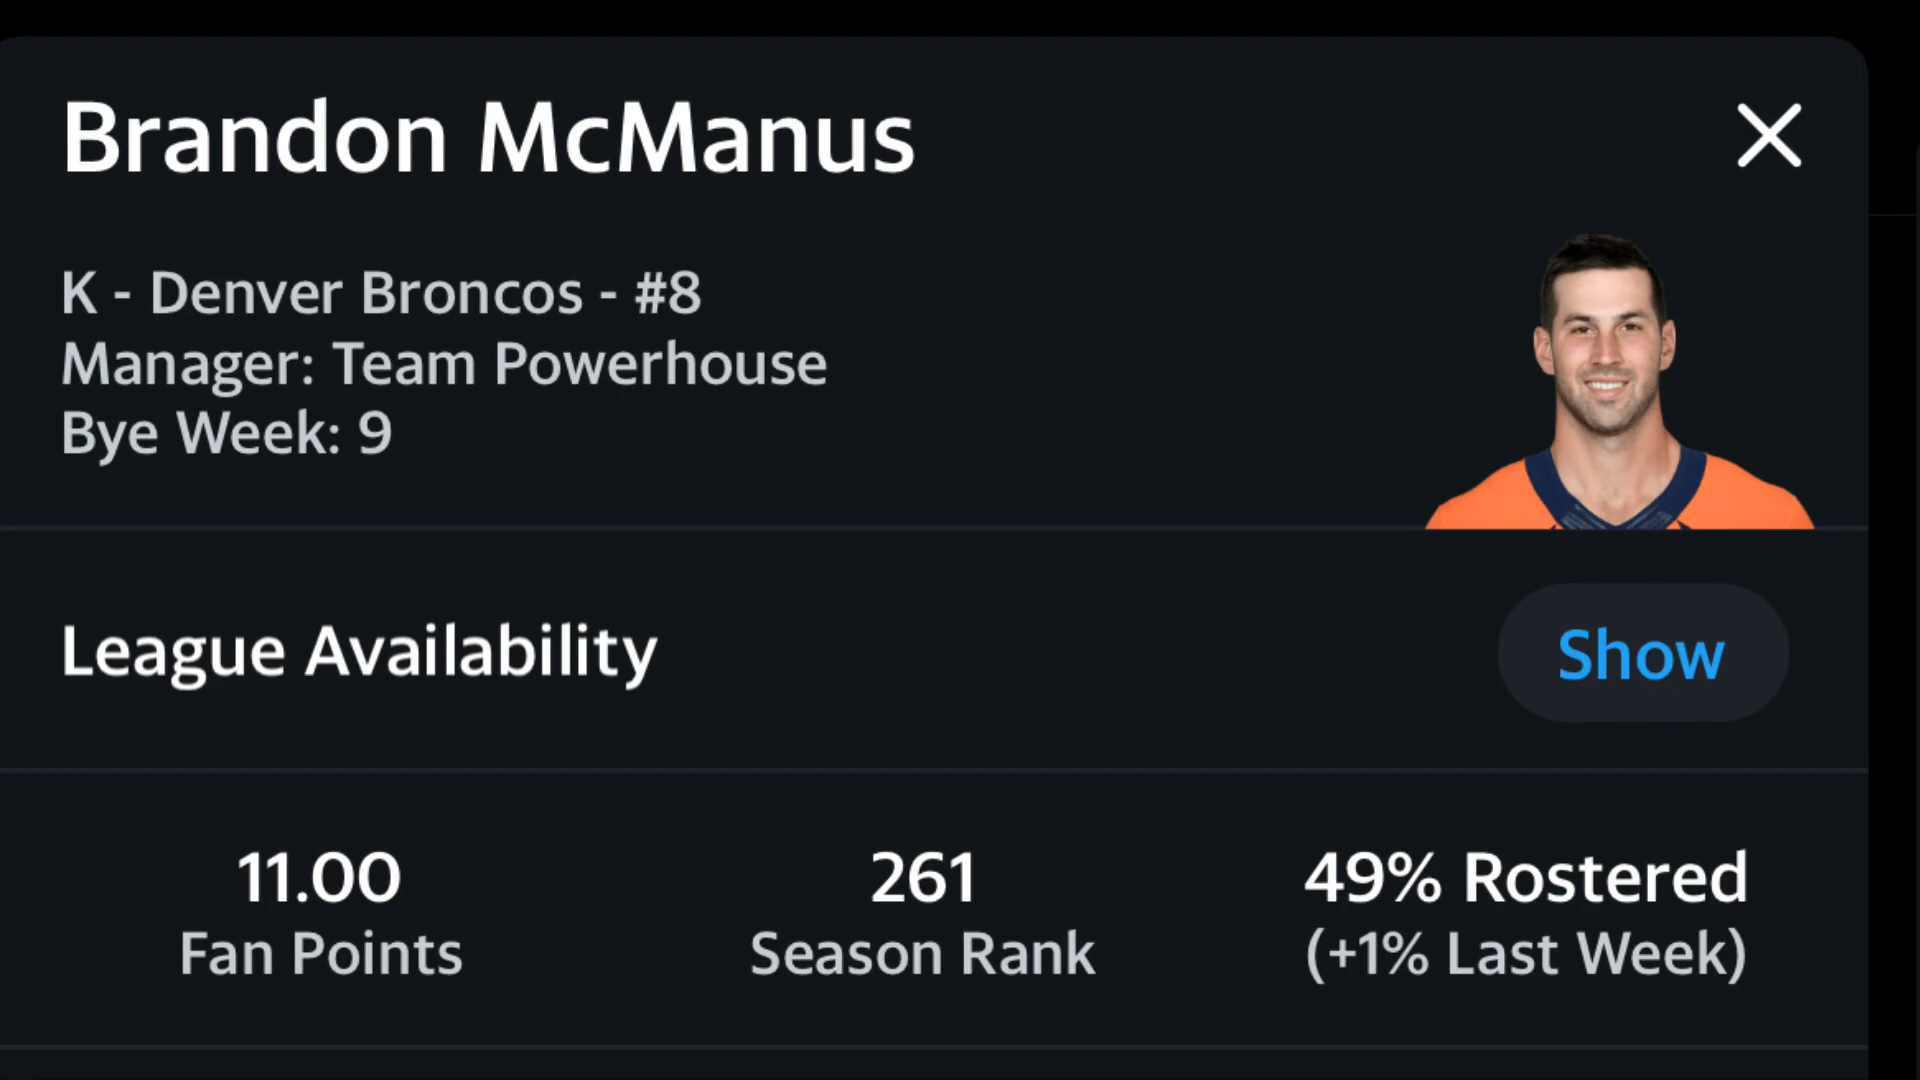 Brandon McManus
K - Denver Broncos - #8
Manager: Team Powerhouse
Bye Week: 9
League Availability
Show
11.00
Fan Points
261
Season Rank
49% Rostered
(+1% Last Week)